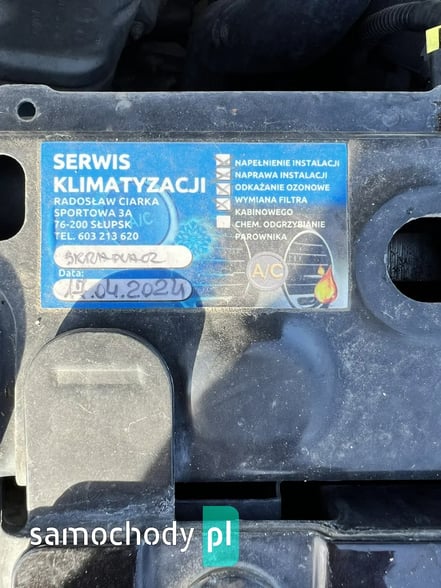 SERWIS
KLIMATYZACJI
RADOSŁAW CIARKA
SPORTOWA 3A
76-200 SŁUPSK
TEL. 603 213 620
Data:
17.04.2024
NAPEŁNIENIE INSTALACJI
NAPRAWA INSTALACJI
ODKAŻANIE OZONOWE
WYMIANA FILTRA
KABINOWEGO
CHEM. ODGRZYBIANIE
PAROWNIKA
A/C
samochody pl